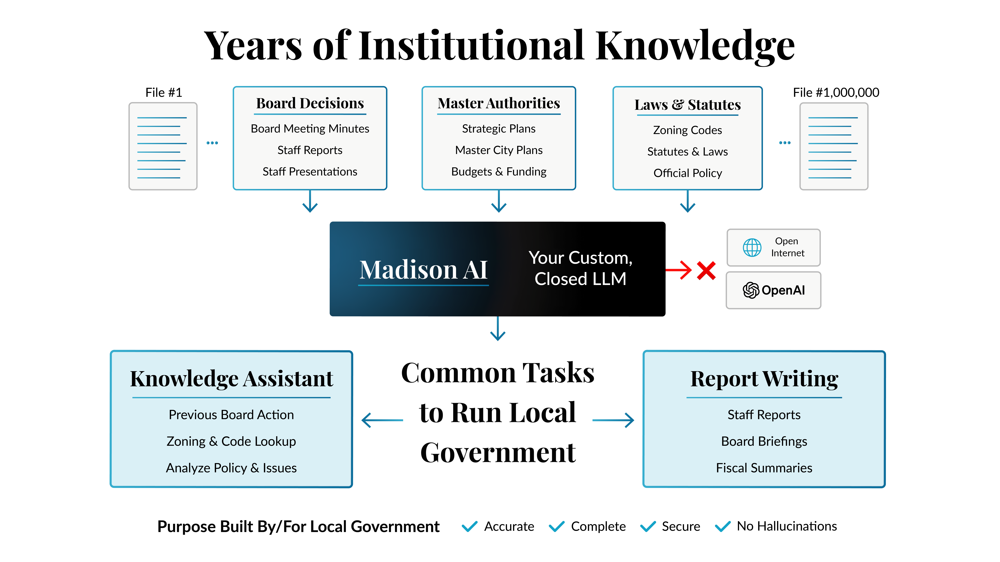 Years of Institutional Knowledge
File #1
Board Decisions
Board Meeting Minutes
Staff Reports
Staff Presentations
Master Authorities
Strategic Plans
Master City Plans
Budgets & Funding
Laws & Statutes
Zoning Codes
Statutes & Laws
Official Policy
File #1,000,000
Madison AI
Your Custom,
Closed LLM
Open
Internet
OpenAI
Knowledge Assistant
Previous Board Action
Zoning & Code Lookup
Analyze Policy & Issues
Common Tasks
to Run Local
Government
Report Writing
Staff Reports
Board Briefings
Fiscal Summaries
Purpose Built By/For Local Government
Accurate
Complete
Secure
No Hallucinations